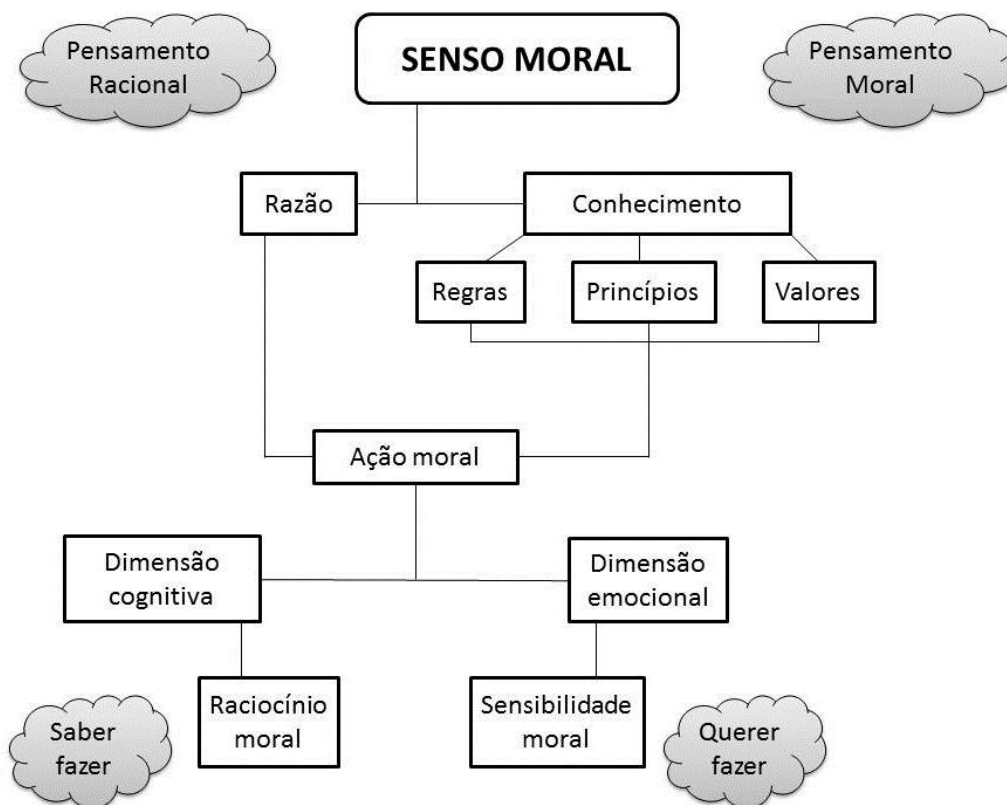 Pensamento
Racional
SENSO MORAL
Pensamento
Moral
Razão
Conhecimento
Regras
Princípios
Valores
Ação moral
Dimensão
cognitiva
Dimensão
emocional
Raciocínio
moral
Sensibilidade
moral
Saber
fazer
Querer
fazer